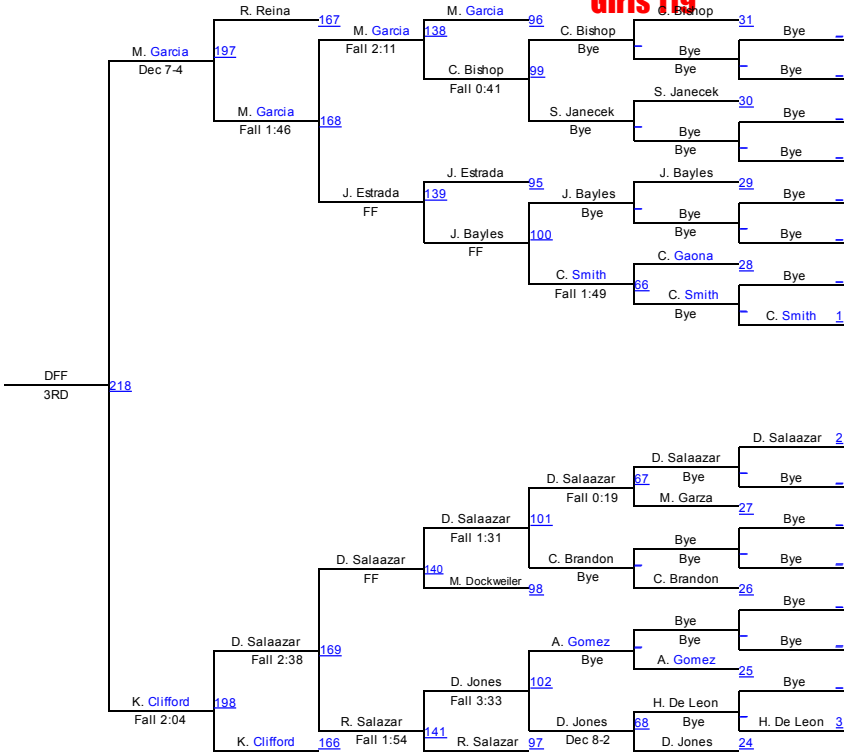 Girls 119
R. Reina 167
M. Garcia 96
C. Bishop 31
M. Garcia 138
C. Bishop
Bye _
M. Garcia 197
Fall 2:11
Bye
_ Bye
Dec 7-4
C. Bishop 99
Bye
_ Bye _
Fall 0:41
S. Janecek 30
M. Garcia 168
S. Janecek
Bye _
Fall 1:46
Bye
_ Bye
Bye
_ Bye _
J. Estrada 95
J. Bayles 29
J. Estrada 139
J. Bayles
Bye _
FF
Bye
_ Bye
J. Bayles 100
Bye
_ Bye _
FF
C. Gaona 28
C. Smith 66
Bye _
Fall 1:49
C. Smith
Bye
_ C. Smith 1
DFF 218
3RD
D. Salaazar 2
D. Salaazar
D. Salaazar 67
Bye
_ Bye _
Fall 0:19
M. Garza 27
D. Salaazar 101
Bye _
Fall 1:31
Bye
C. Brandon
_ Bye
_ Bye _
D. Salaazar 140
Bye
C. Brandon 26
FF
M. Dockweiler 98
Bye _
Bye
D. Salaazar 169
A. Gomez
_ Bye
_ Bye _
Fall 2:38
Bye
A. Gomez 25
D. Jones 102
Bye _
K. Clifford 198
Fall 3:33
H. De Leon
Fall 2:04
R. Salazar 141
D. Jones 68
Bye
_ H. De Leon 3
K. Clifford 166
Fall 1:54
R. Salazar 97
Dec 8-2
D. Jones 24